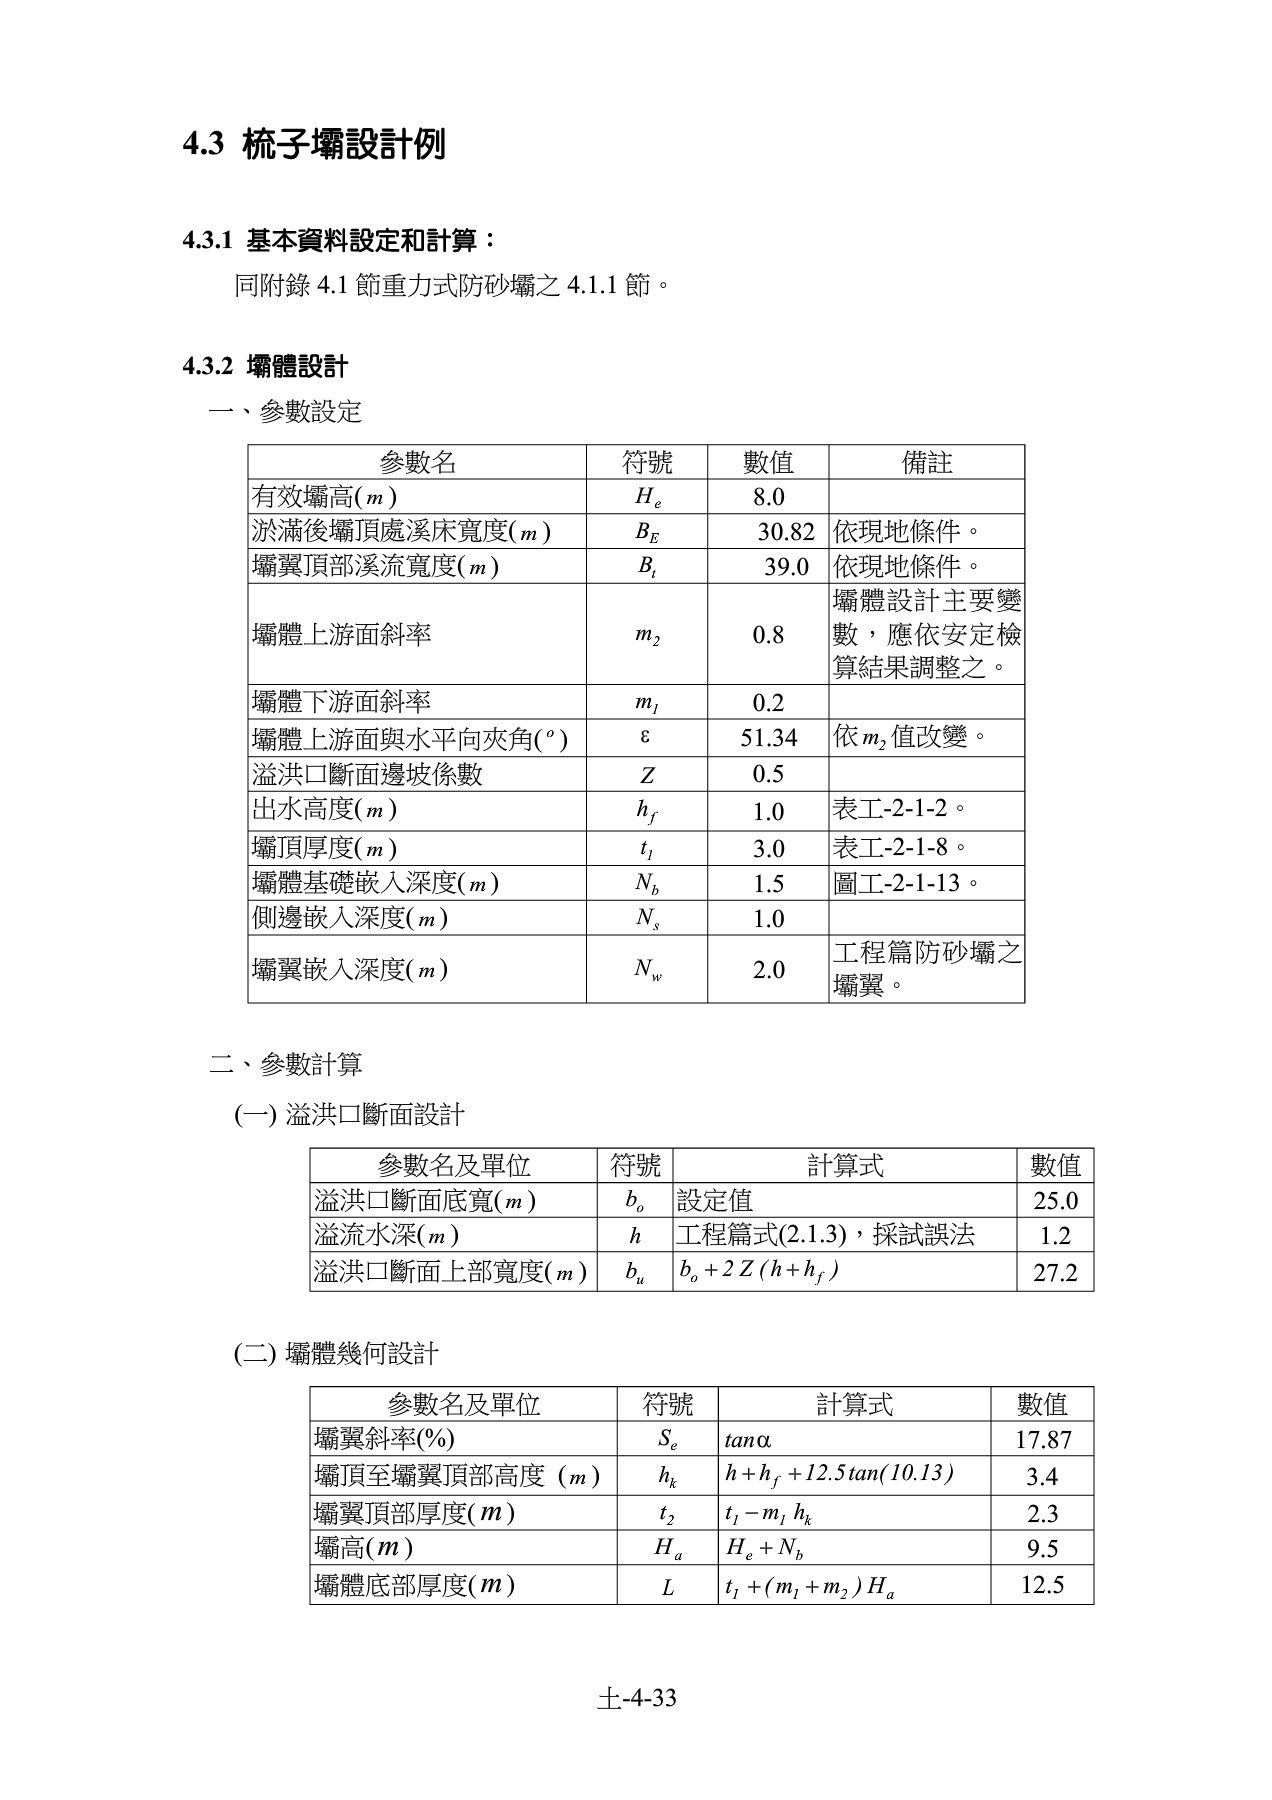 4.3 梳子壩設計例
4.3.1 基本資料設定和計算：
同附錄 4.1 節重力式防砂壩之 4.1.1 節。
4.3.2 壩體設計
一、參數設定
參數名 符號 數值 備註
有效壩高(m) H_e 8.0
淤滿後壩頂處溪床寬度(m) B_E 30.82 依現地條件。
壩翼頂部溪流寬度(m) B_t 39.0 依現地條件。
壩體上游面斜率 m_2 0.8 壩體設計主要變
數，應依安定檢
算結果調整之。
壩體下游面斜率 m_1 0.2
壩體上游面與水平向夾角(°) ε 51.34 依m_2值改變。
溢洪口斷面邊坡係數 Z 0.5
出水高度(m) h_f 1.0 表工-2-1-2。
壩頂厚度(m) t_1 3.0 表工-2-1-8。
壩體基礎嵌入深度(m) N_b 1.5 圖工-2-1-13。
側邊嵌入深度(m) N_s 1.0
壩翼嵌入深度(m) N_w 2.0 工程篇防砂壩之
壩翼。
二、參數計算
(一) 溢洪口斷面設計
參數名及單位 符號 計算式 數值
溢洪口斷面底寬(m) b_o 設定值 25.0
溢流水深(m) h 工程篇式(2.1.3)，採試誤法 1.2
溢洪口斷面上部寬度(m) b_u b_o+2 Z(h+h_f) 27.2
(二) 壩體幾何設計
參數名及單位 符號 計算式 數值
壩翼斜率(%) S_e tanα 17.87
壩頂至壩翼頂部高度 (m) h_k h+h_f+12.5tan(10.13) 3.4
壩翼頂部厚度(m) t_2 t_1−m_1 h_k 2.3
壩高(m) H_a H_e+N_b 9.5
壩體底部厚度(m) L t_1+(m_1+m_2)H_a 12.5
土-4-33